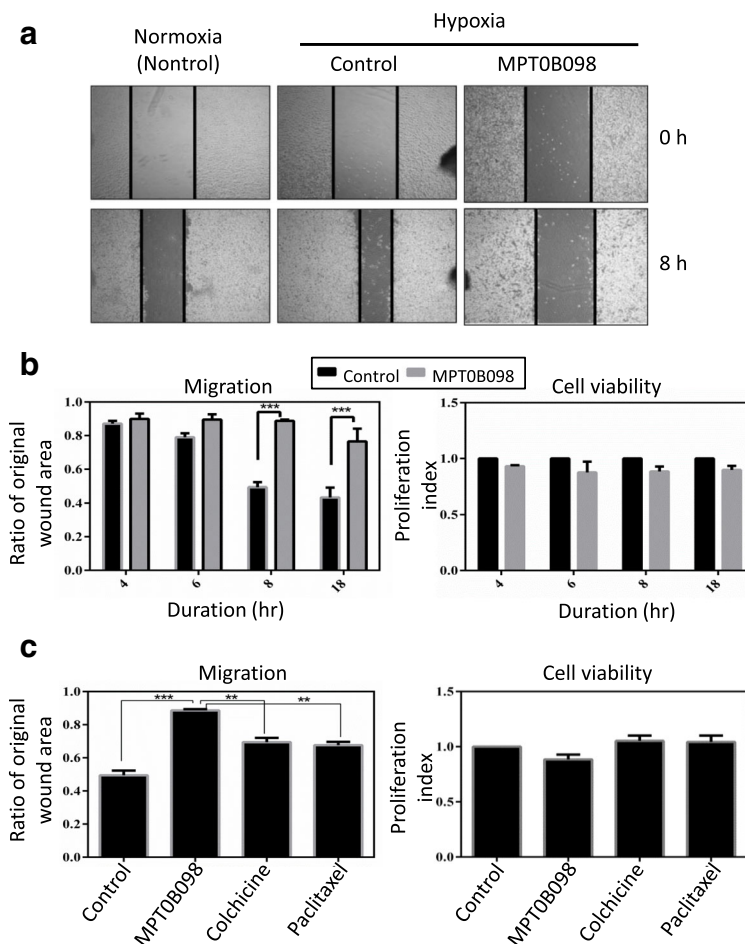 a
Hypoxia
Normoxia
(Nontrol)
Control
MPT0B098
0 h
8 h
b
Control
MPT0B098
Migration
***
***
1.0
0.8
0.6
0.4
0.2
0.0
Ratio of original
wound area
4
6
8
18
Duration (hr)
Cell viability
1.5
1.0
0.5
0.0
Proliferation
index
4
6
8
18
Duration (hr)
c
Migration
***
**
**
1.0
0.8
0.6
0.4
0.2
0.0
Ratio of original
wound area
Control
MPT0B098
Colchicine
Paclitaxel
Cell viability
1.5
1.0
0.5
0.0
Proliferation
index
Control
MPT0B098
Colchicine
Paclitaxel